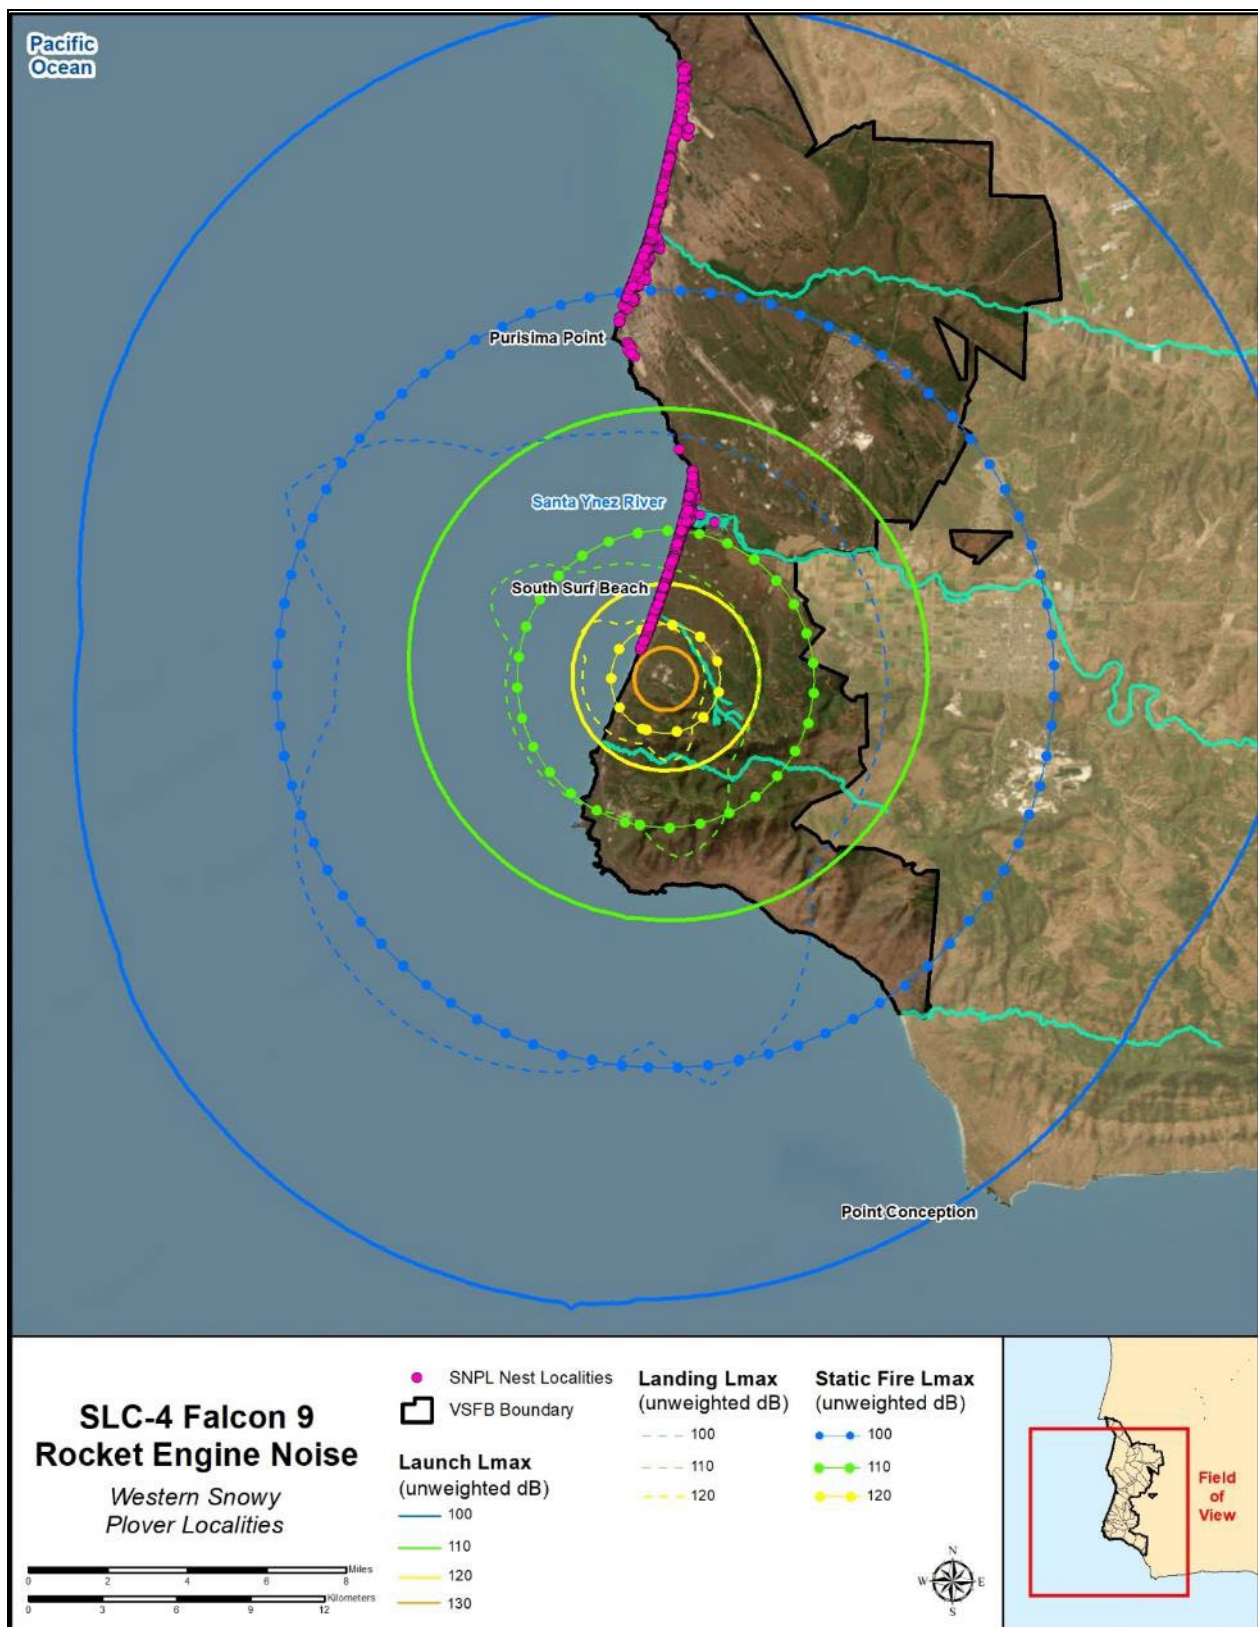 Pacific
Ocean
Purisima Point
Santa Ynez River
South Surf Beach
Point Conception
SLC-4 Falcon 9
Rocket Engine Noise
Western Snowy
Plover Localities
Miles
0 2 4 6 8
Kilometers
0 3 6 9 12
SNPL Nest Localities
VSFB Boundary
Launch Lmax
(unweighted dB)
100
110
120
130
Landing Lmax
(unweighted dB)
100
110
120
Static Fire Lmax
(unweighted dB)
100
110
120
N
W E
S
Field
of
View